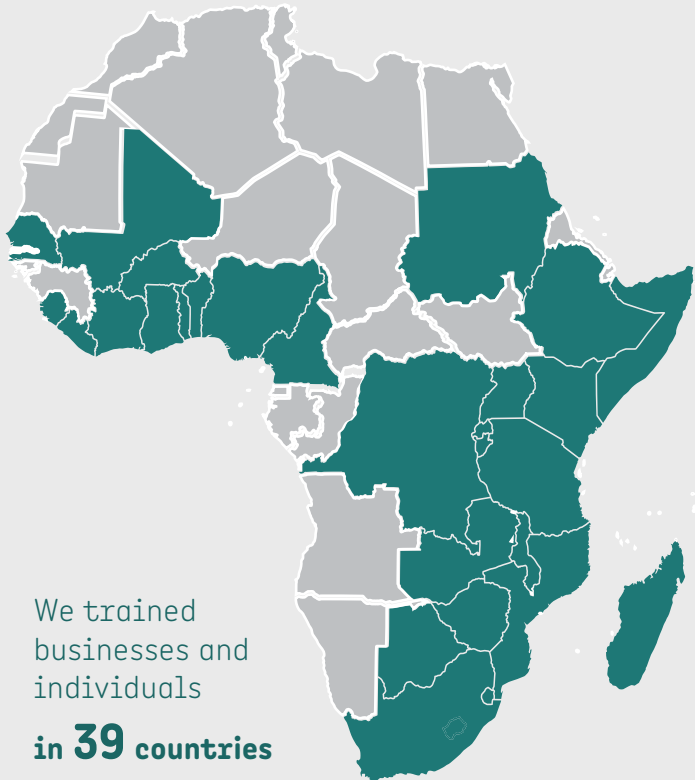 We trained
businesses and
individuals
in 39 countries